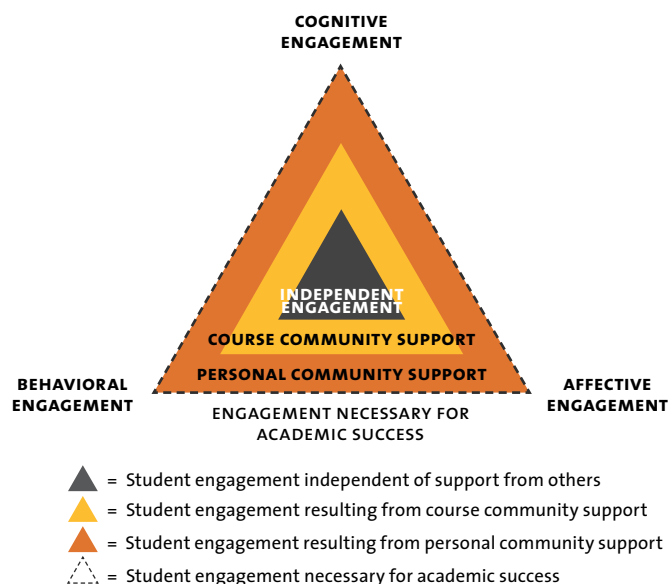 COGNITIVE
ENGAGEMENT
INDEPENDENT
ENGAGEMENT
COURSE COMMUNITY SUPPORT
PERSONAL COMMUNITY SUPPORT
BEHAVIORAL
ENGAGEMENT
AFFECTIVE
ENGAGEMENT
ENGAGEMENT NECESSARY FOR
ACADEMIC SUCCESS
= Student engagement independent of support from others
= Student engagement resulting from course community support
= Student engagement resulting from personal community support
= Student engagement necessary for academic success